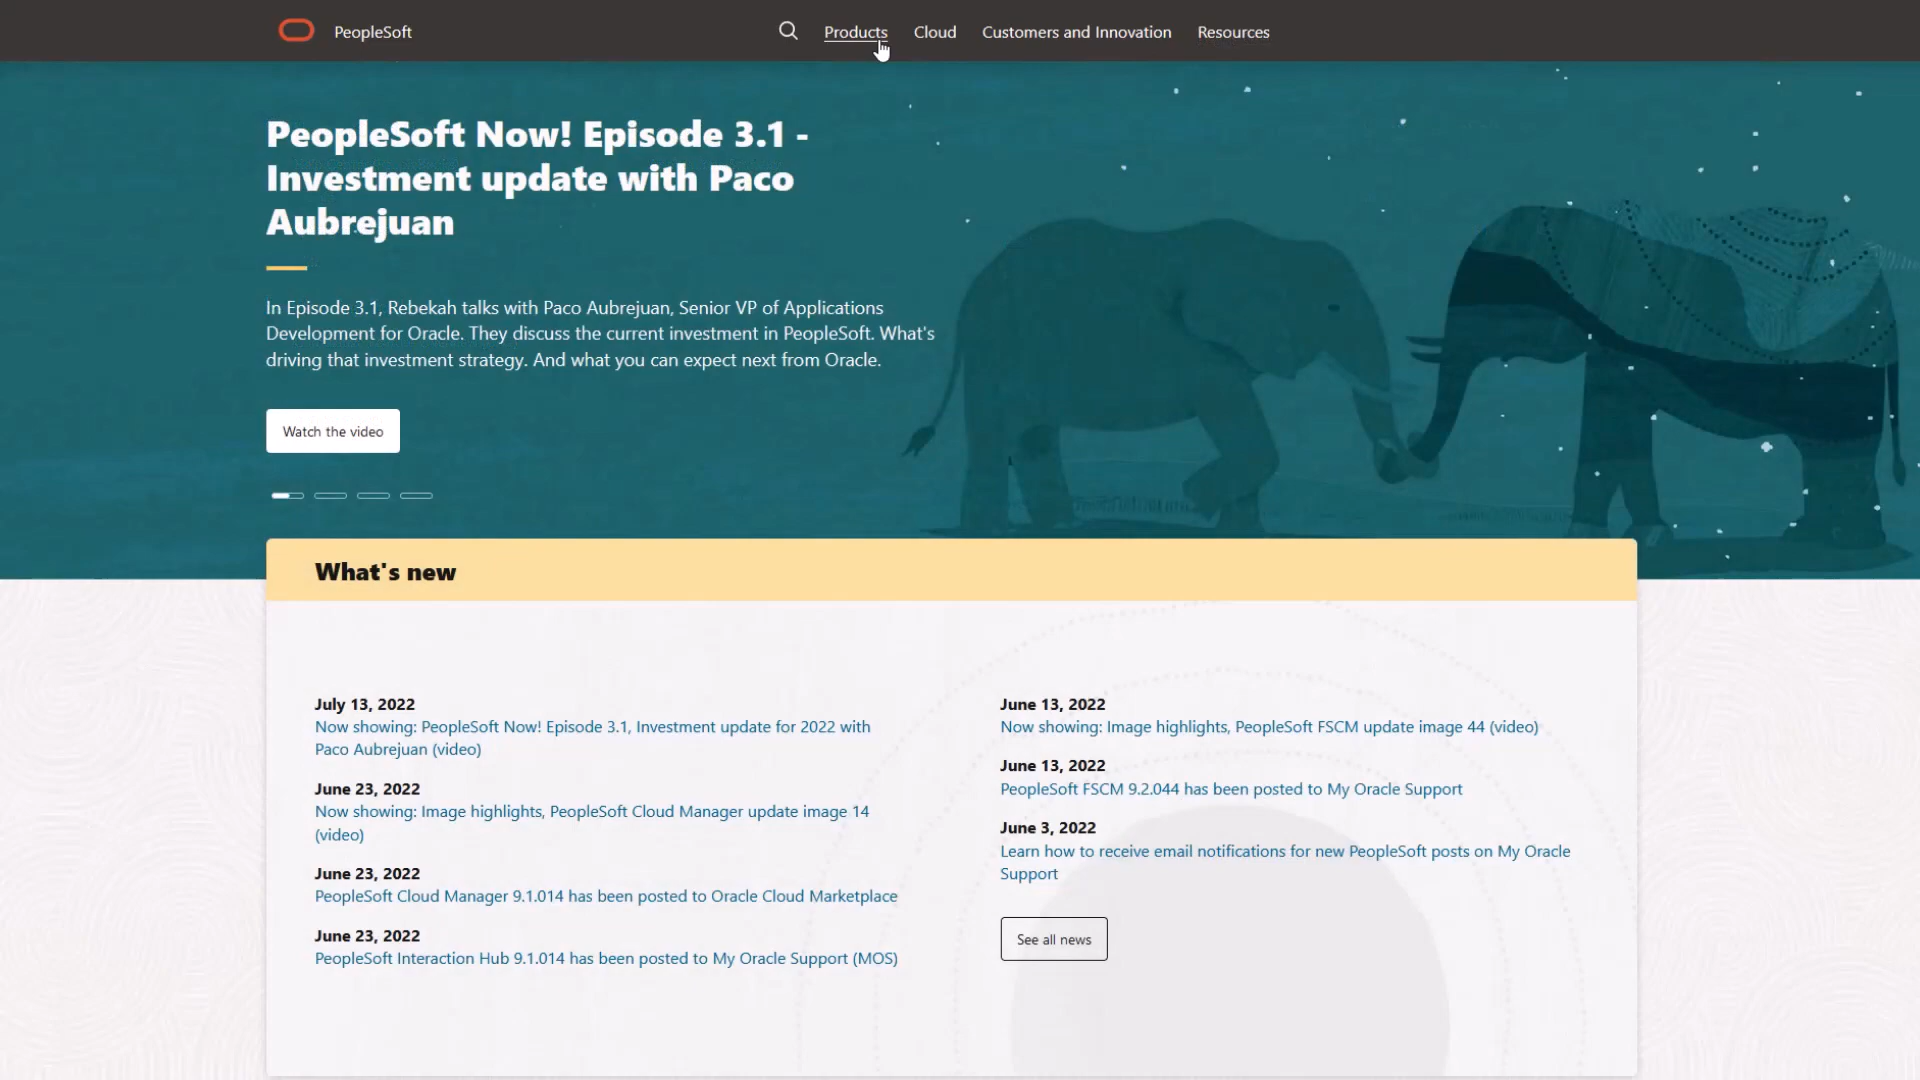 PeopleSoft
Products
Cloud
Customers and Innovation
Resources
PeopleSoft Now! Episode 3.1 -
Investment update with Paco
Aubrejuan
In Episode 3.1, Rebekah talks with Paco Aubrejuan, Senior VP of Applications
Development for Oracle. They discuss the current investment in PeopleSoft. What's
driving that investment strategy. And what you can expect next from Oracle.
Watch the video
What's new
July 13, 2022
Now showing: PeopleSoft Now! Episode 3.1, Investment update for 2022 with
Paco Aubrejuan (video)
June 23, 2022
Now showing: Image highlights, PeopleSoft Cloud Manager update image 14
(video)
June 23, 2022
PeopleSoft Cloud Manager 9.1.014 has been posted to Oracle Cloud Marketplace
June 23, 2022
PeopleSoft Interaction Hub 9.1.014 has been posted to My Oracle Support (MOS)
June 13, 2022
Now showing: Image highlights, PeopleSoft FSCM update image 44 (video)
June 13, 2022
PeopleSoft FSCM 9.2.044 has been posted to My Oracle Support
June 3, 2022
Learn how to receive email notifications for new PeopleSoft posts on My Oracle
Support
See all news